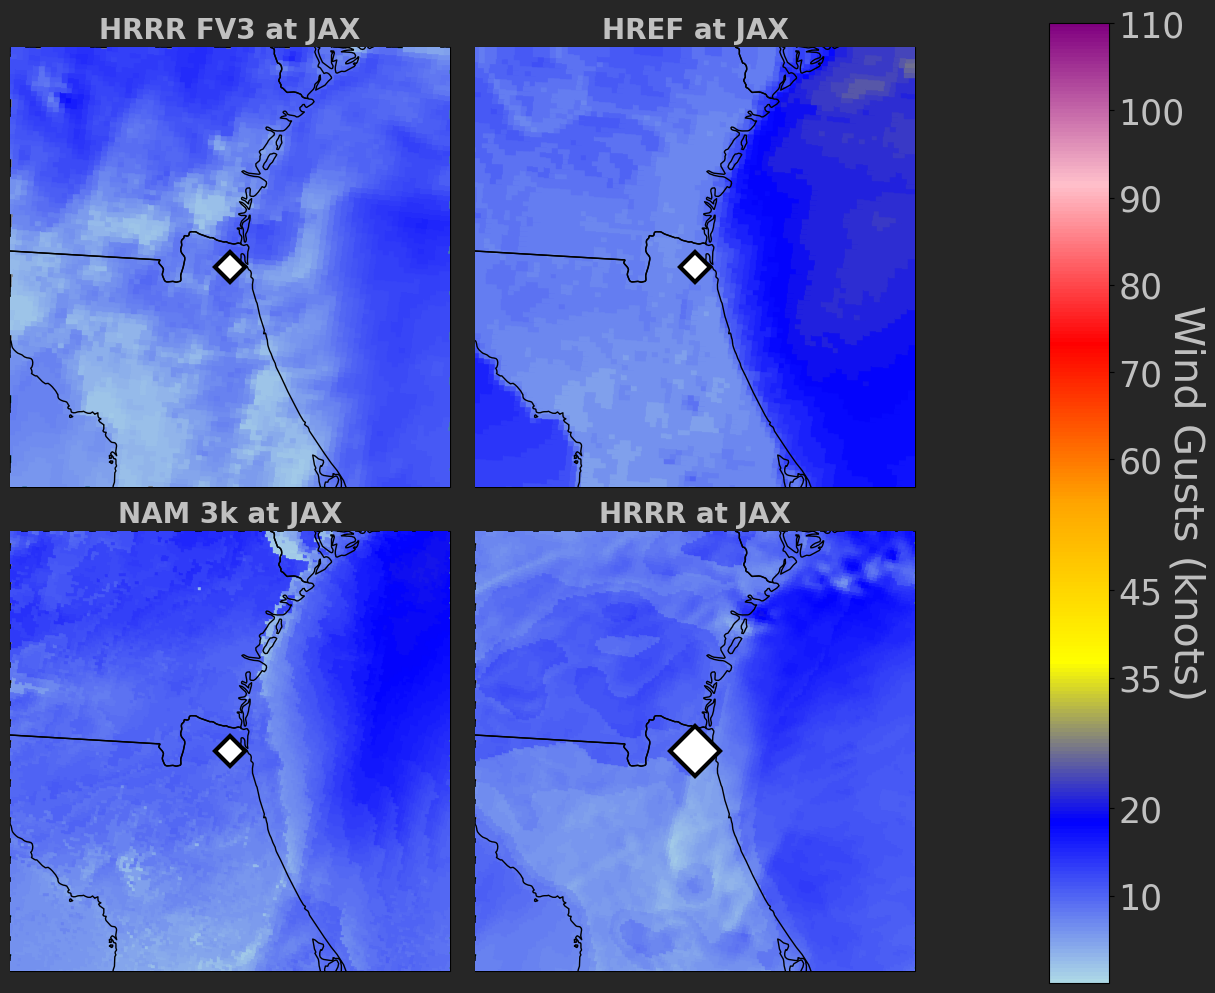 HRRR FV3 at JAX
HREF at JAX
NAM 3k at JAX
HRRR at JAX
110
100
90
80
70
60
45
35
20
10
Wind Gusts (knots)